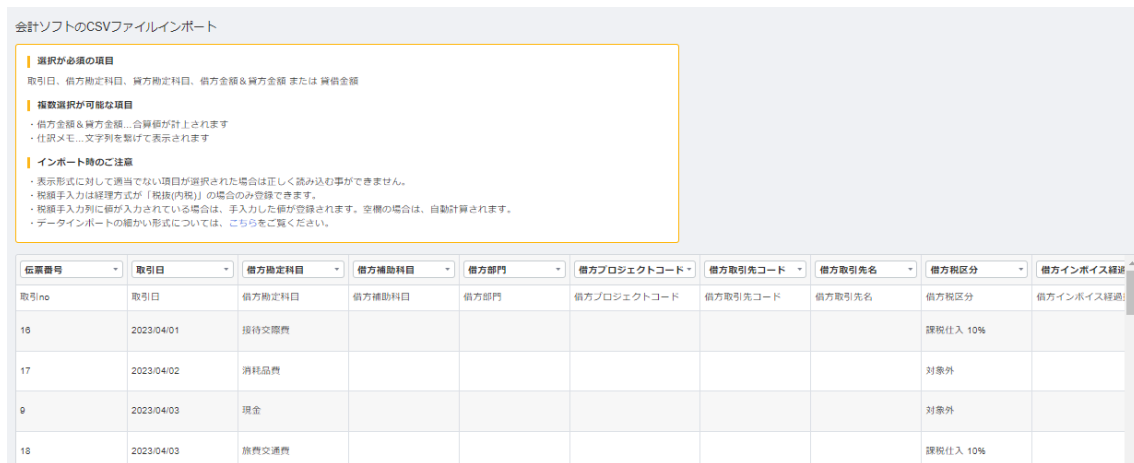 会計ソフトのCSVファイルインポート
選択が必須の項目
取引日、借方勘定科目、貸方勘定科目、借方金額＆貸方金額 または 貸借金額
複数選択が可能な項目
・借方金額＆貸方金額…合算値が計上されます
・仕訳メモ…文字列を繋げて表示されます
インポート時のご注意
・表示形式に対して適当でない項目が選択された場合は正しく読み込む事ができません。
・税額手入力は経理方式が「税抜(内税)」の場合のみ登録できます。
・税額手入力列に値が入力されている場合は、手入力した値が登録されます。空欄の場合は、自動計算されます。
・データインポートの細かい形式については、こちらをご覧ください。
伝票番号 取引日 借方勘定科目 借方補助科目 借方部門 借方プロジェクトコード 借方取引先コード 借方取引先名 借方税区分 借方インボイス経過
取引no 取引日 借方勘定科目 借方補助科目 借方部門 借方プロジェクトコード 借方取引先コード 借方取引先名 借方税区分 借方インボイス経過
16 2023/04/01 接待交際費 課税仕入 10%
17 2023/04/02 消耗品費 対象外
9 2023/04/03 現金 対象外
18 2023/04/03 旅費交通費 課税仕入 10%